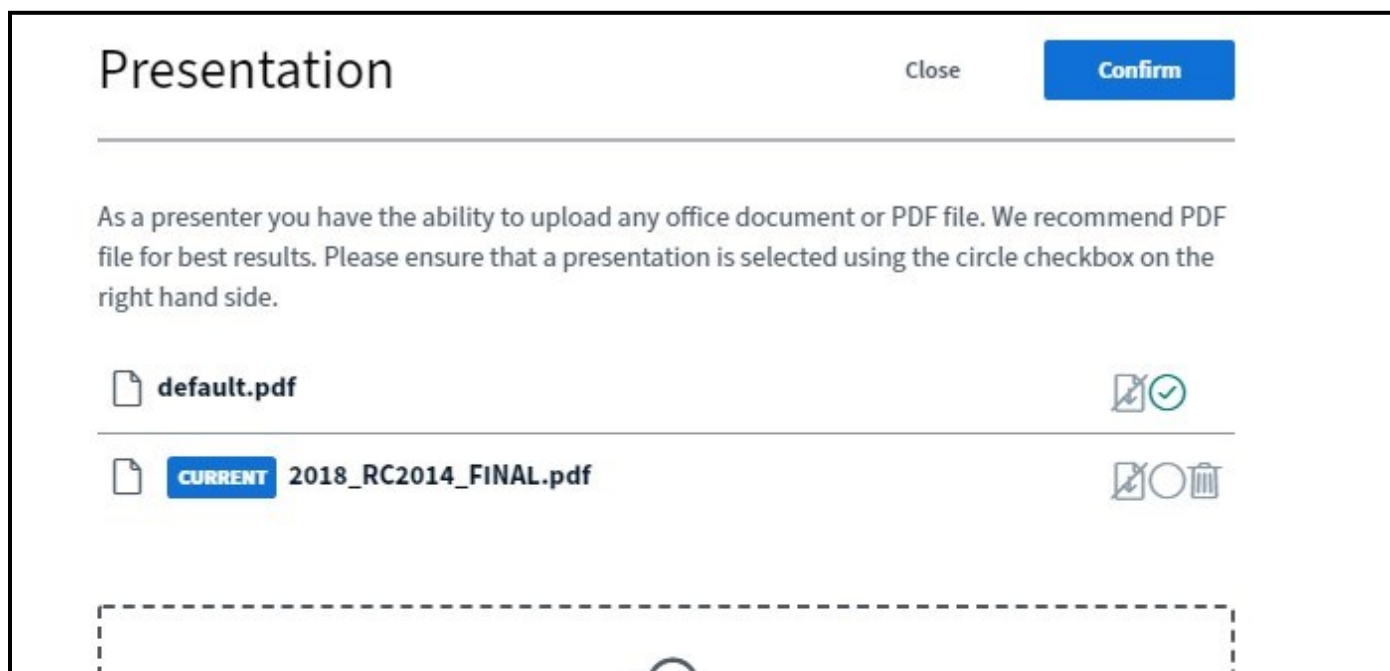 Presentation
Close
Confirm
As a presenter you have the ability to upload any office document or PDF file. We recommend PDF
file for best results. Please ensure that a presentation is selected using the circle checkbox on the
right hand side.
default.pdf
CURRENT 2018_RC2014_FINAL.pdf